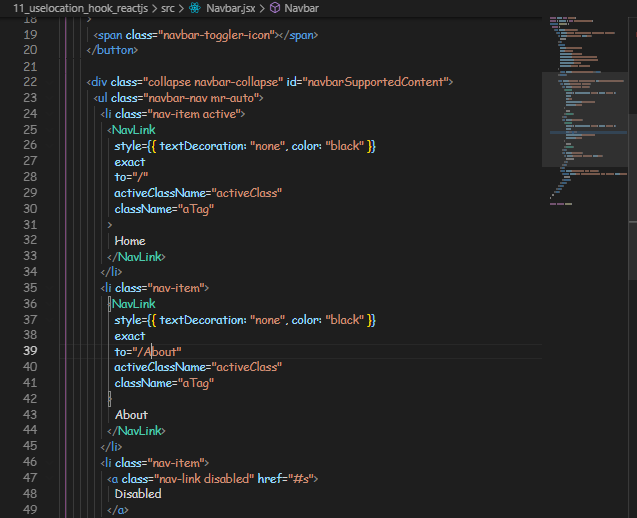 11_uselocation_hook_reactjs > src > Navbar.jsx > Navbar
18 >
19 <span class="navbar-toggler-icon"></span>
20 </button>
21
22 <div class="collapse navbar-collapse" id="navbarSupportedContent">
23 <ul class="navbar-nav mr-auto">
24 <li class="nav-item active">
25 <NavLink
26 style={{ textDecoration: "none", color: "black" }}
27 exact
28 to="/"
29 activeClassName="activeClass"
30 className="aTag"
31 >
32 Home
33 </NavLink>
34 </li>
35 <li class="nav-item">
36 <NavLink
37 style={{ textDecoration: "none", color: "black" }}
38 exact
39 to="/About"
40 activeClassName="activeClass"
41 className="aTag"
42 >
43 About
44 </NavLink>
45 </li>
46 <li class="nav-item">
47 <a class="nav-link disabled" href="#s">
48 Disabled
49 </a>